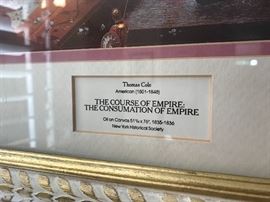 Thomas Cole
American (1801-1848)
THE COURSE OF EMPIRE:
THE CONSUMATION OF EMPIRE
Oil on Canvas 51¼ x 76", 1835-1836
New York Historical Society